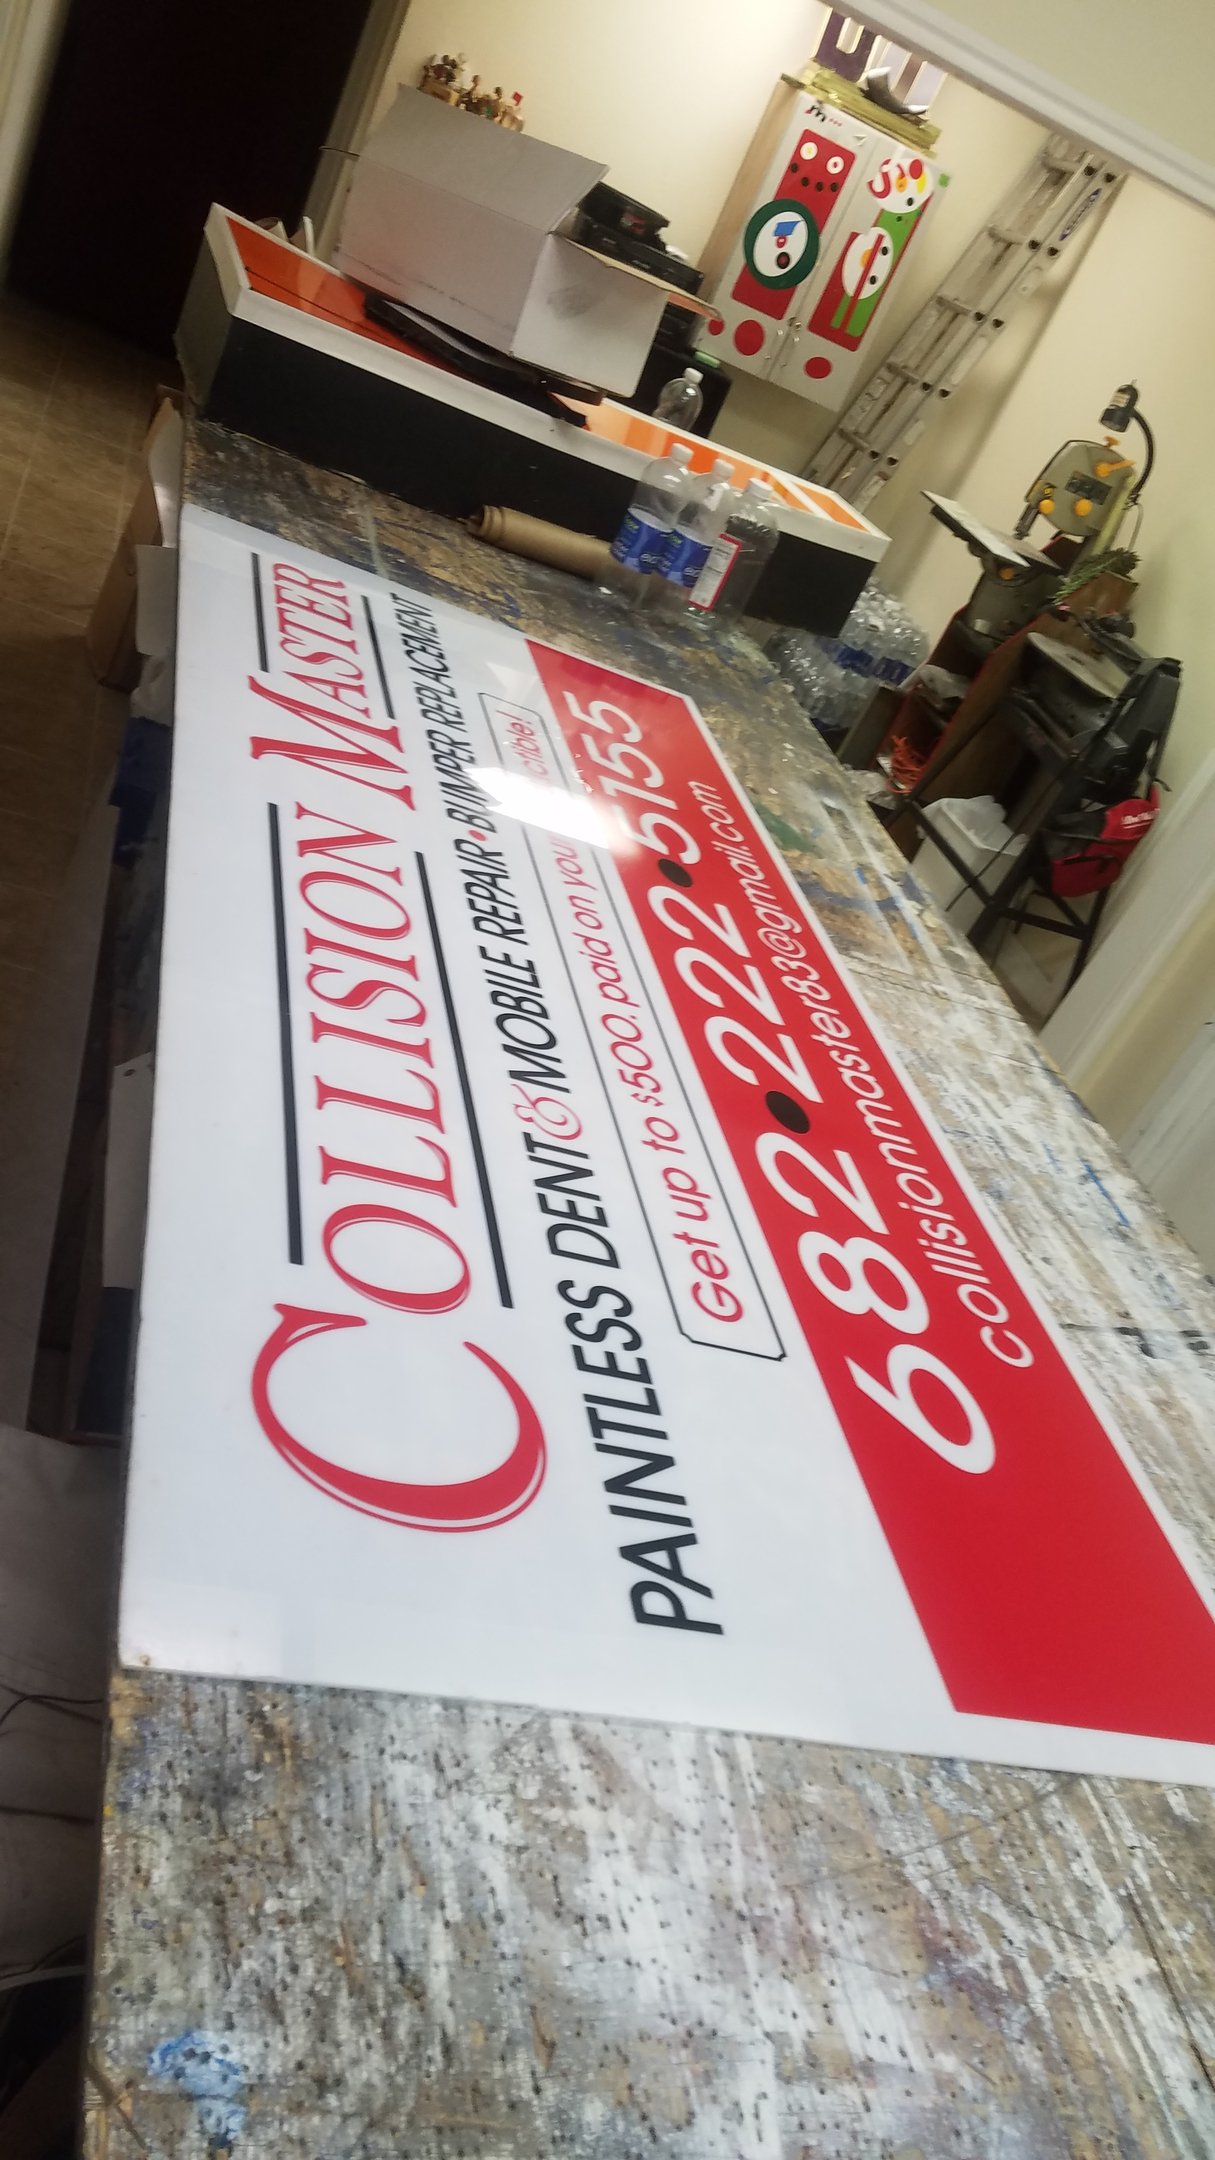 COLLISION MASTER
PAINTLESS DENT & MOBILE REPAIR • BUMPER REPLACEMENT
Get up to $500. paid on your
682•222•5155
collisionmaster83@gmail.com